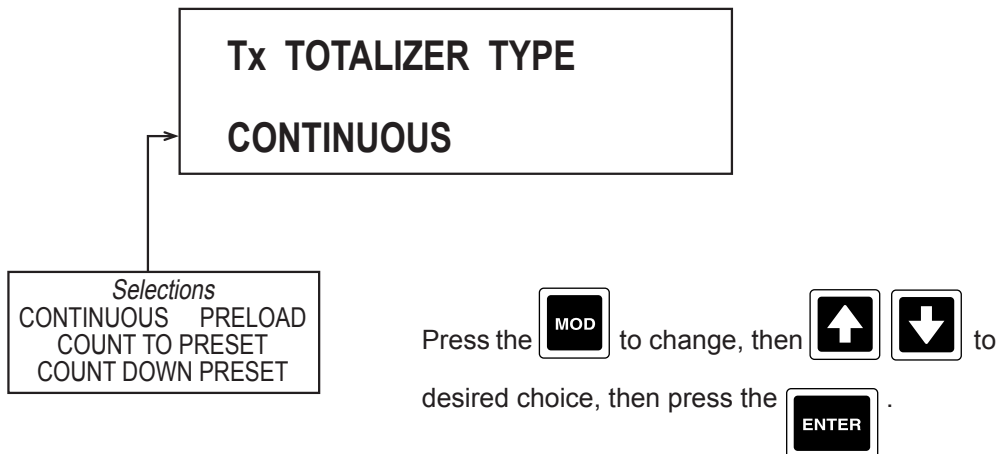 Tx TOTALIZER TYPE
CONTINUOUS
Selections
CONTINUOUS PRELOAD
COUNT TO PRESET
COUNT DOWN PRESET
Press the MOD to change, then to
desired choice, then press the ENTER .